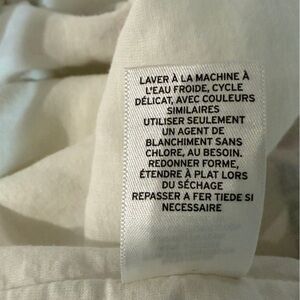 LAVER À LA MACHINE À
L'EAU FROIDE, CYCLE
DÉLICAT, AVEC COULEURS
SIMILAIRES
UTILISER SEULEMENT
UN AGENT DE
BLANCHIMENT SANS
CHLORE, AU BESOIN.
REDONNER FORME,
ÉTENDRE À PLAT LORS
DU SÉCHAGE
REPASSER A FER TIEDE SI
NECESSAIRE